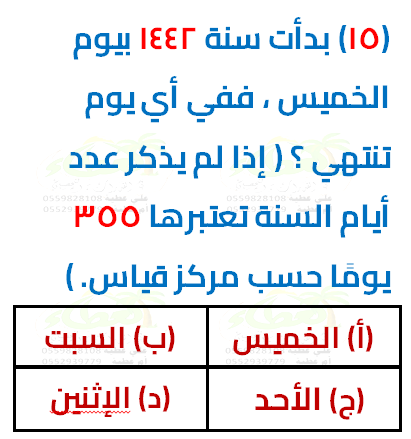 (١٥) بدأت سنة ١٤٤٢ بيوم
الخميس ، ففي أي يوم
تنتهي ؟ ( إذا لم يذكر عدد
أيام السنة تعتبرها ٣٥٥
يومًا حسب مركز قياس. )
(أ) الخميس
(ب) السبت
(ج) الأحد
(د) الإثنين